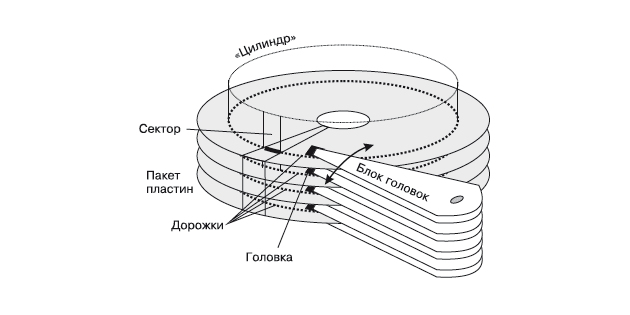 «Цилиндр»
Сектор
Пакет
пластин
Блок головок
Дорожки
Головка